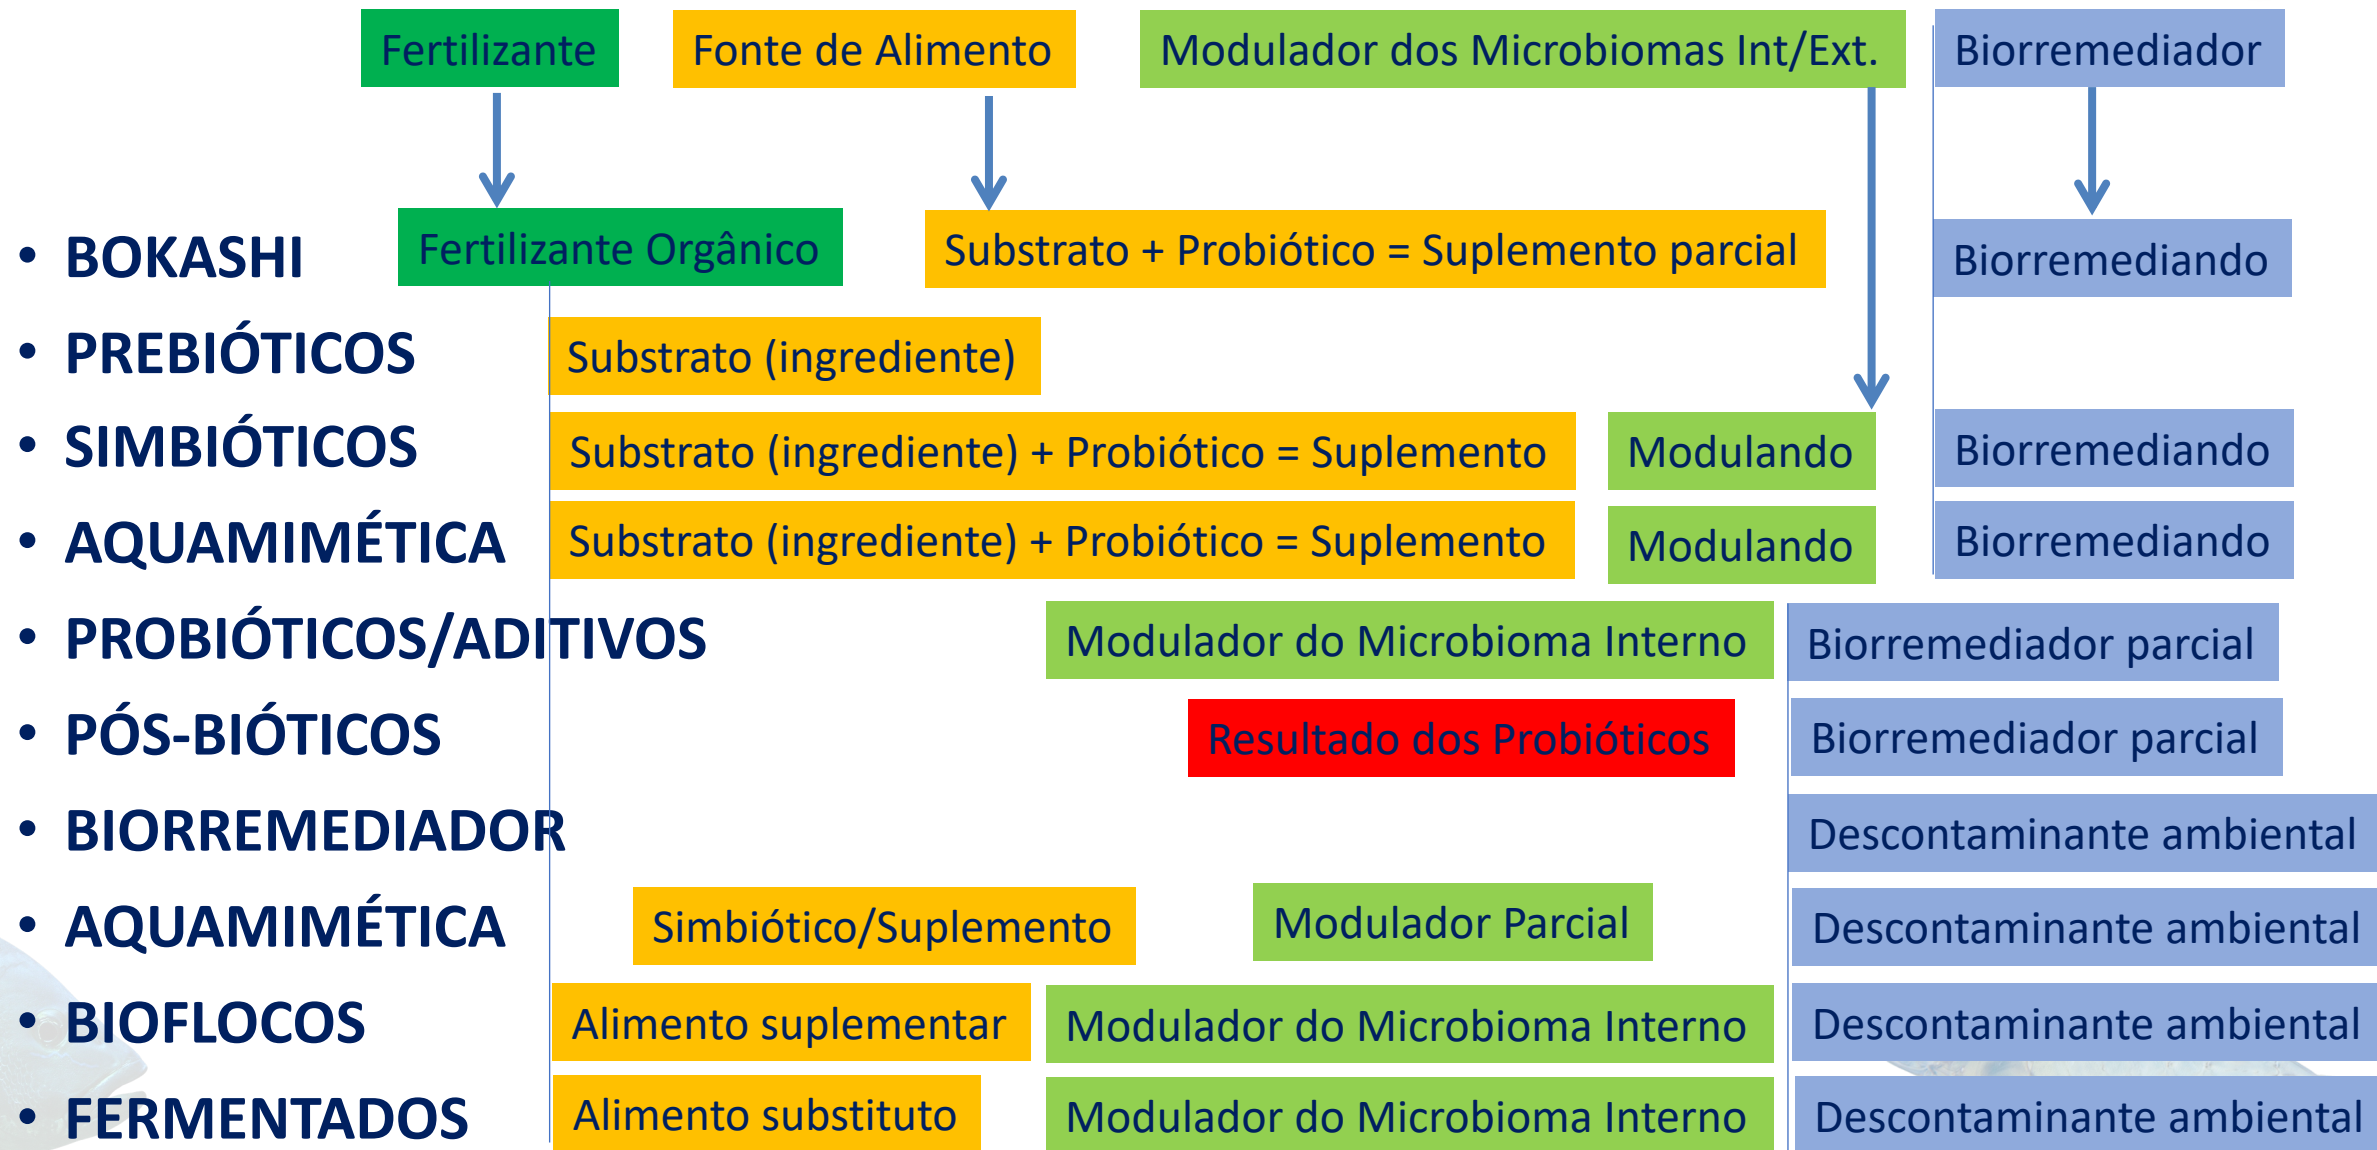 Fertilizante
Fonte de Alimento
Modulador dos Microbiomas Int/Ext.
Biorremediador
• BOKASHI
Fertilizante Orgânico
Substrato + Probiótico = Suplemento parcial
Biorremediando
• PREBIÓTICOS
Substrato (ingrediente)
• SIMBIÓTICOS
Substrato (ingrediente) + Probiótico = Suplemento
Modulando
Biorremediando
• AQUAMIMÉTICA
Substrato (ingrediente) + Probiótico = Suplemento
Modulando
Biorremediando
• PROBIÓTICOS/ADITIVOS
Modulador do Microbioma Interno
Biorremediador parcial
• PÓS-BIÓTICOS
Resultado dos Probióticos
Biorremediador parcial
• BIORREMEDIADOR
Descontaminante ambiental
• AQUAMIMÉTICA
Simbiótico/Suplemento
Modulador Parcial
Descontaminante ambiental
• BIOFLOCOS
Alimento suplementar
Modulador do Microbioma Interno
Descontaminante ambiental
• FERMENTADOS
Alimento substituto
Modulador do Microbioma Interno
Descontaminante ambiental